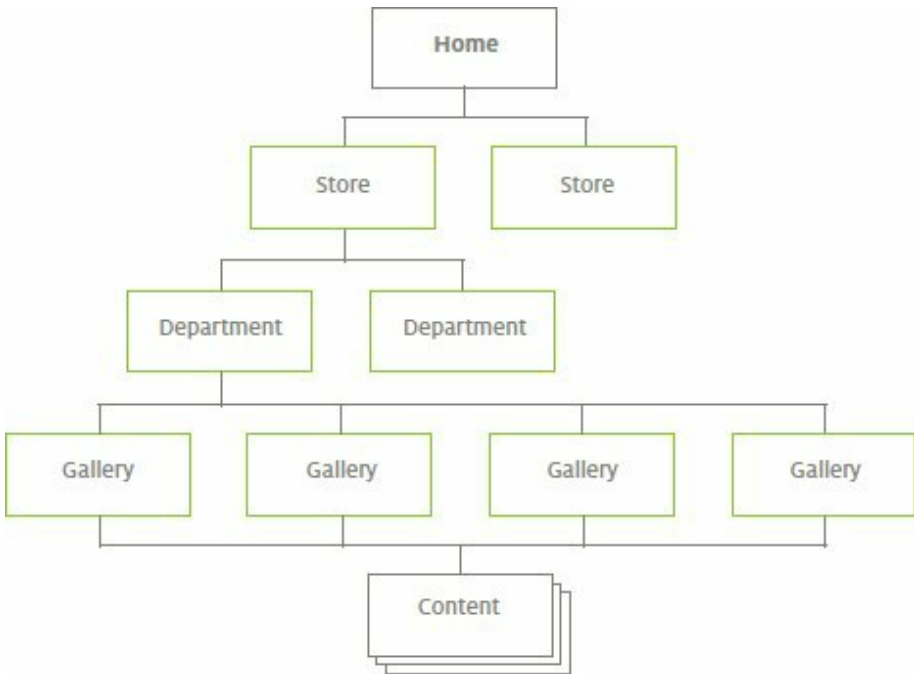 Home
Store
Store
Department
Department
Gallery
Gallery
Gallery
Gallery
Content